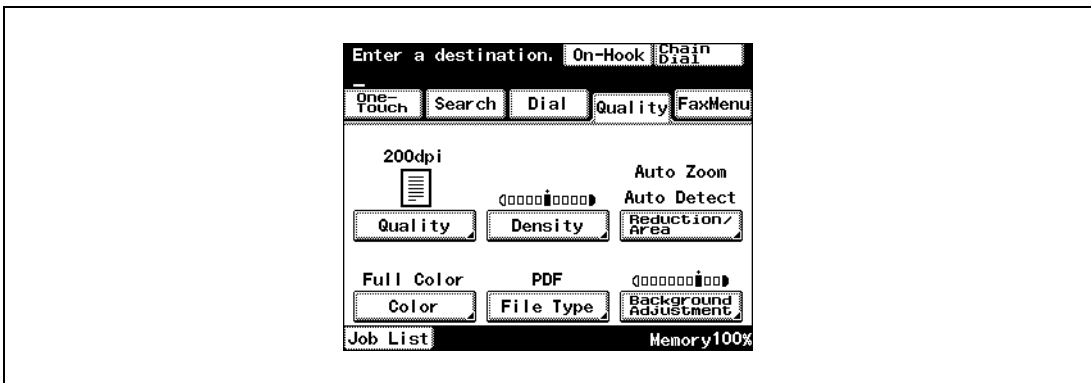 Enter a destination. On-Hook Chain Dial
One-Touch Search Dial Quality FaxMenu
200dpi
Auto Zoom
Auto Detect
Quality Density Reduction/Area
Full Color PDF
Color File Type Background Adjustment
Job List Memory100%